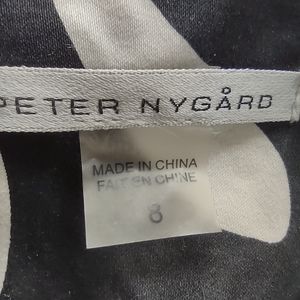 PETER NYGÅRD
MADE IN CHINA
FAIT EN CHINE
8